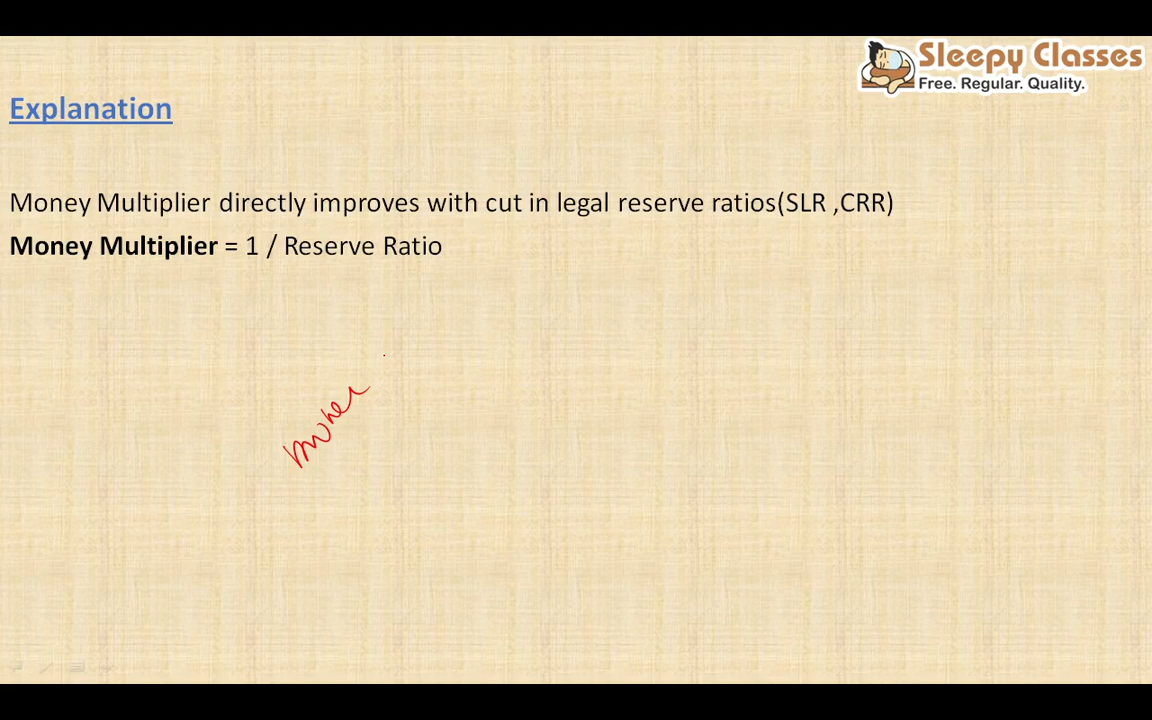 Sleepy Classes
Free. Regular. Quality.
Explanation
Money Multiplier directly improves with cut in legal reserve ratios(SLR ,CRR)
Money Multiplier = 1 / Reserve Ratio